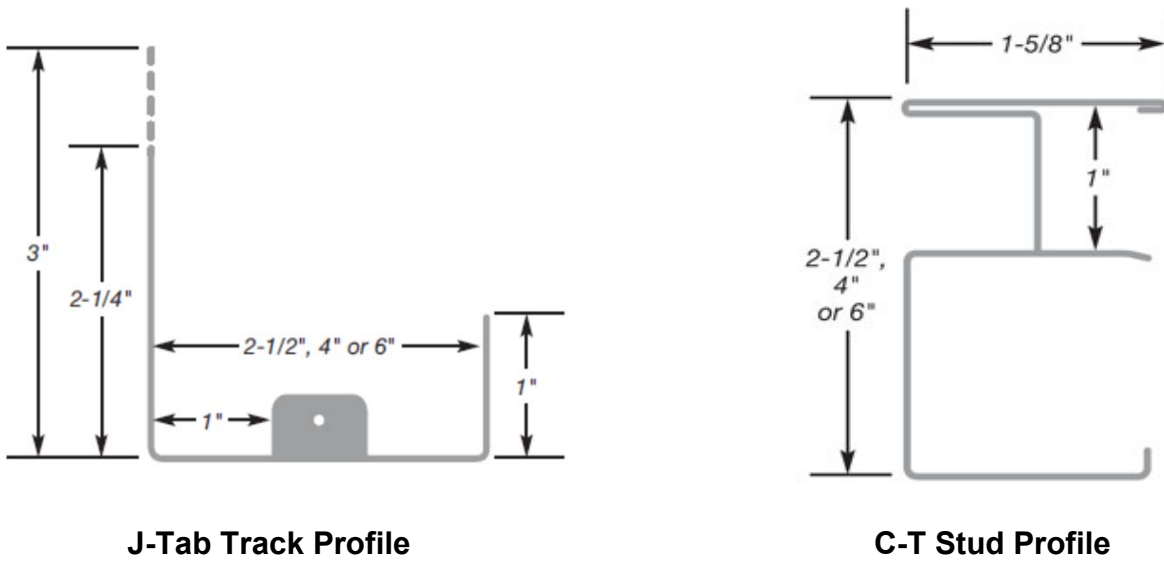 1-5/8"
1"
3"
2-1/2",
4"
or 6"
2-1/4"
2-1/2", 4" or 6"
1"
1"
J-Tab Track Profile
C-T Stud Profile